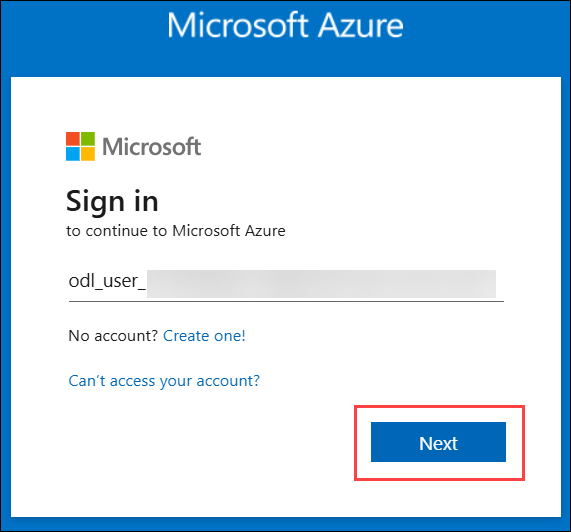 Microsoft Azure
Microsoft
Sign in
to continue to Microsoft Azure
odl_user_
No account? Create one!
Can't access your account?
Next